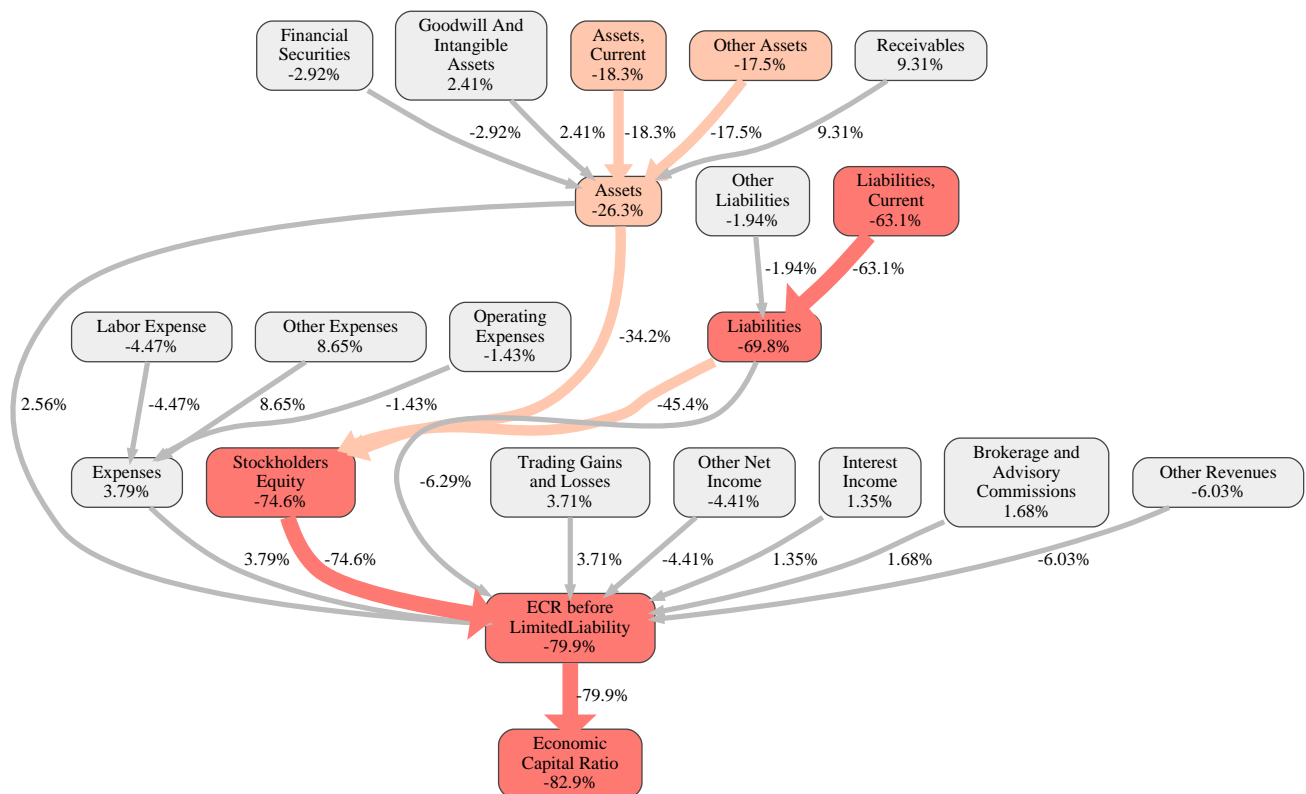 Financial
Securities
-2.92%
Goodwill And
Intangible
Assets
2.41%
Assets,
Current
-18.3%
Other Assets
-17.5%
Receivables
9.31%
-2.92%
2.41%
-18.3%
-17.5%
9.31%
Assets
-26.3%
Other
Liabilities
-1.94%
Liabilities,
Current
-63.1%
-1.94%
-63.1%
Labor Expense
-4.47%
Other Expenses
8.65%
Operating
Expenses
-1.43%
-34.2%
Liabilities
-69.8%
2.56%
-4.47%
8.65%
-1.43%
-45.4%
Expenses
3.79%
Stockholders
Equity
-74.6%
-6.29%
Trading Gains
and Losses
3.71%
Other Net
Income
-4.41%
Interest
Income
1.35%
Brokerage and
Advisory
Commissions
1.68%
Other Revenues
-6.03%
3.79%
-74.6%
3.71%
-4.41%
1.35%
1.68%
-6.03%
ECR before
LimitedLiability
-79.9%
-79.9%
Economic
Capital Ratio
-82.9%